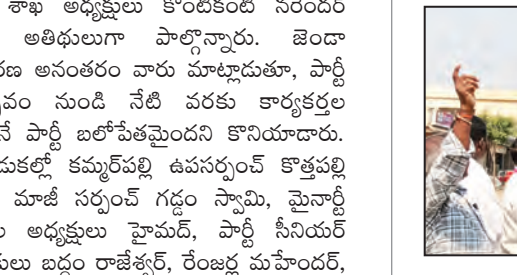 శాఖ అధ్యక్షులు కొంటికంటి నరేందర్
అతిథులుగా పాల్గొన్నారు. జెండా
రణ అనంతరం వారు మాట్లాడుతూ, పార్టీ
వం నుండి నేటి వరకు కార్యకర్తల
నే పార్టీ బలోపేతమైందని కొనియాడారు.
డుకల్లో కమ్మర్‌పల్లి ఉపసర్పంచ్ కొత్తపల్లి
మాజీ సర్పంచ్ గడ్డం స్వామి, మైనార్టీ
ల అధ్యక్షులు హైమద్, పార్టీ సీనియర్
కులు బద్దం రాజేశ్వర్, రేంజర్ల మహేందర్,